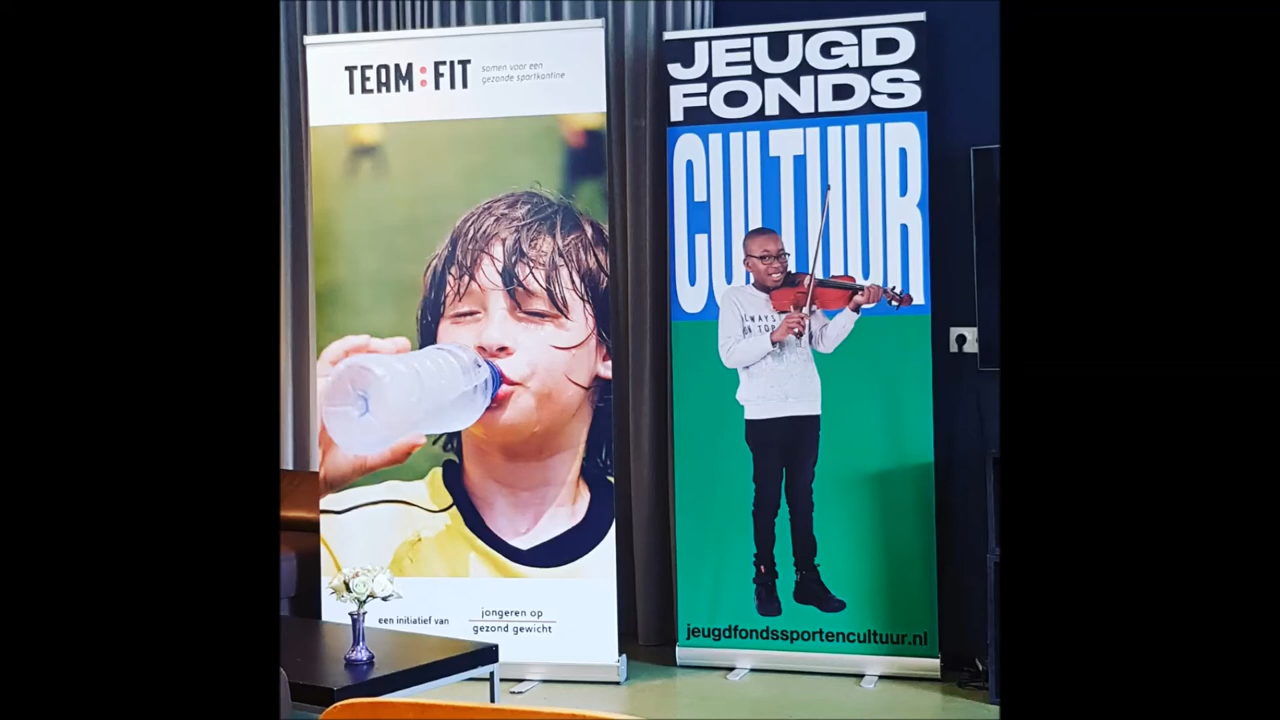 TEAM:FIT
samen voor een
gezonde sportkantine
een initiatief van
jongeren op
gezond gewicht
JEUGD
FONDS
CULTUUR
ALWAYS
ON TOP
jeugdfondssportencultuur.nl